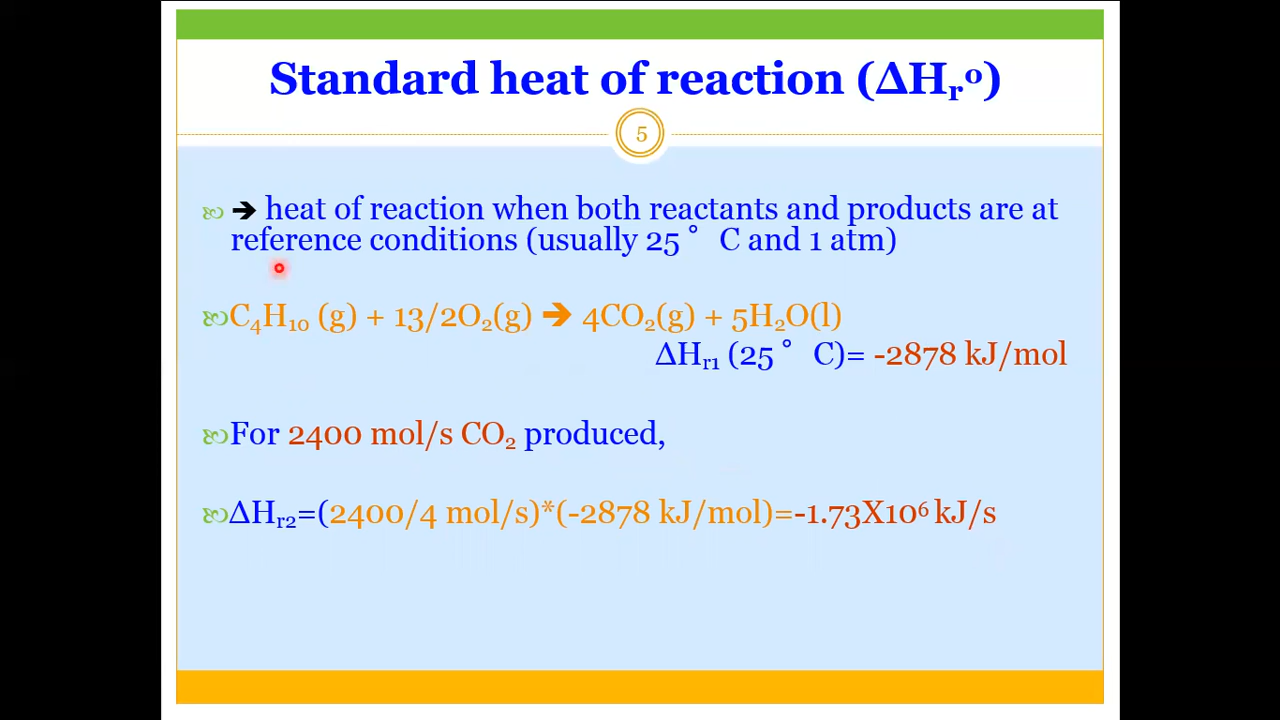 Standard heat of reaction (ΔHᵣ°)
5
➔ heat of reaction when both reactants and products are at
reference conditions (usually 25°C and 1 atm)
C₄H₁₀ (g) + 13/2O₂(g) ➔ 4CO₂(g) + 5H₂O(l)
ΔHᵣ₁ (25°C)= -2878 kJ/mol
For 2400 mol/s CO₂ produced,
ΔHᵣ₂=(2400/4 mol/s)*(-2878 kJ/mol)=-1.73X10⁶ kJ/s